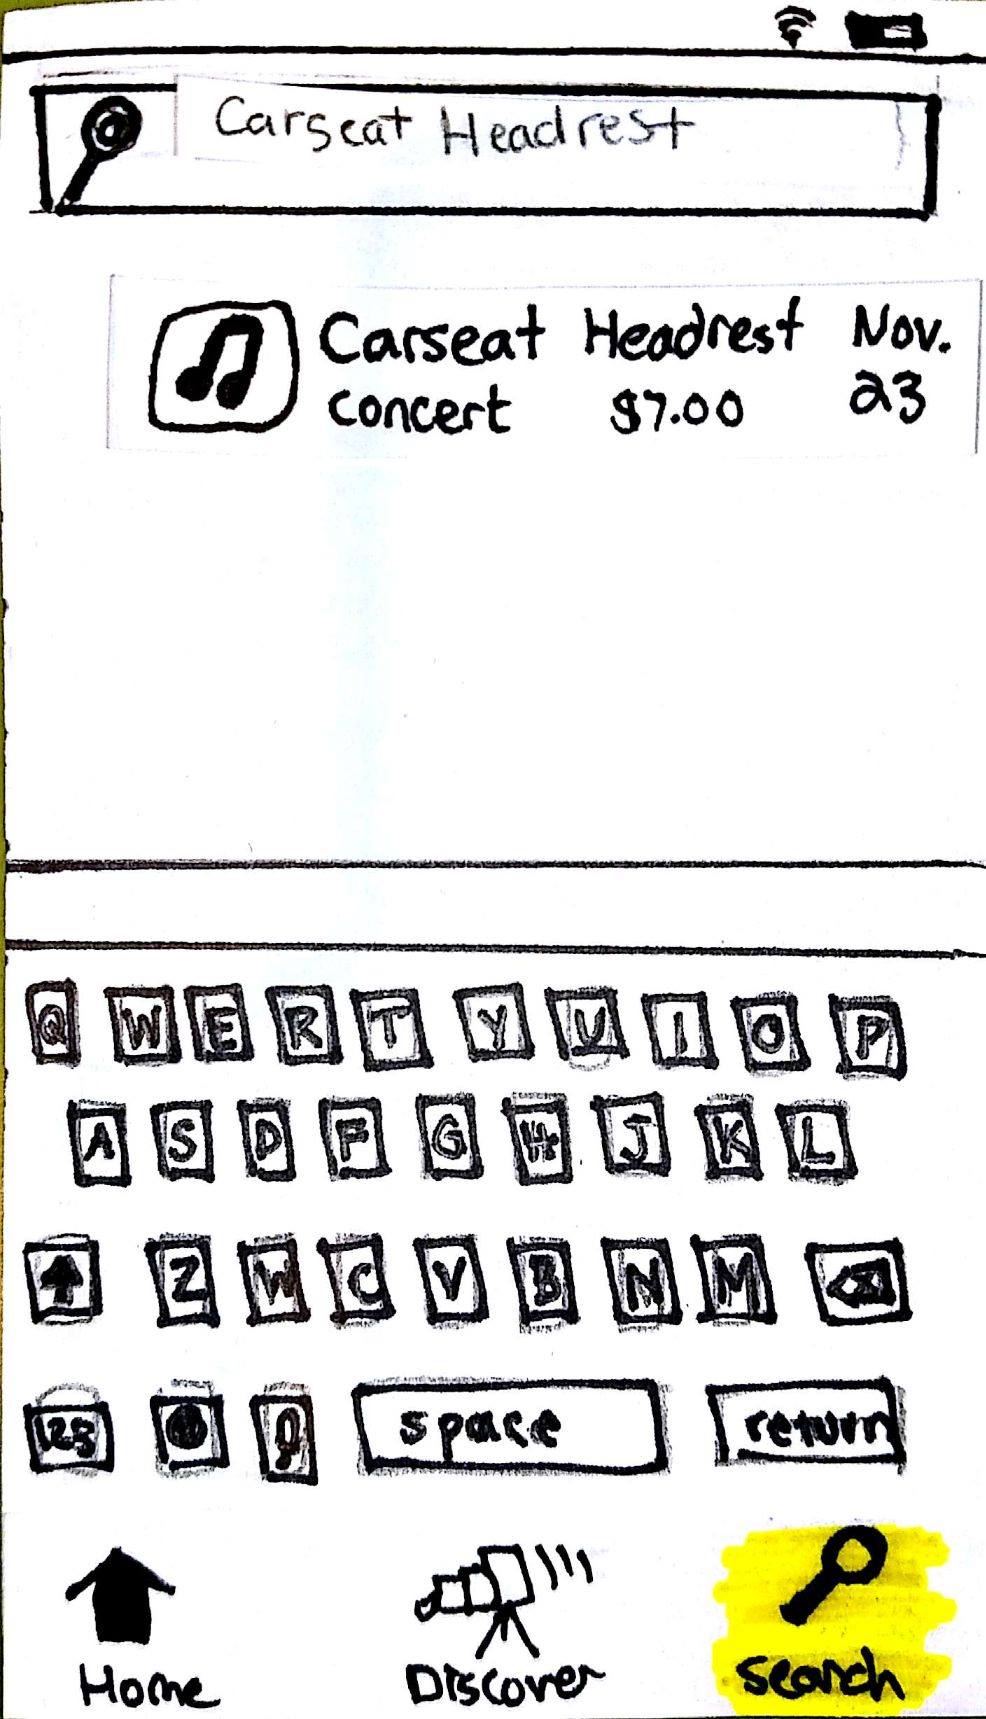 Carseat Headrest
Carseat Headrest Nov.
concert $7.00 23
Q W E R T Y U I O P
A S D F G H J K L
Z W C V B N M
123
space return
Home Discover search